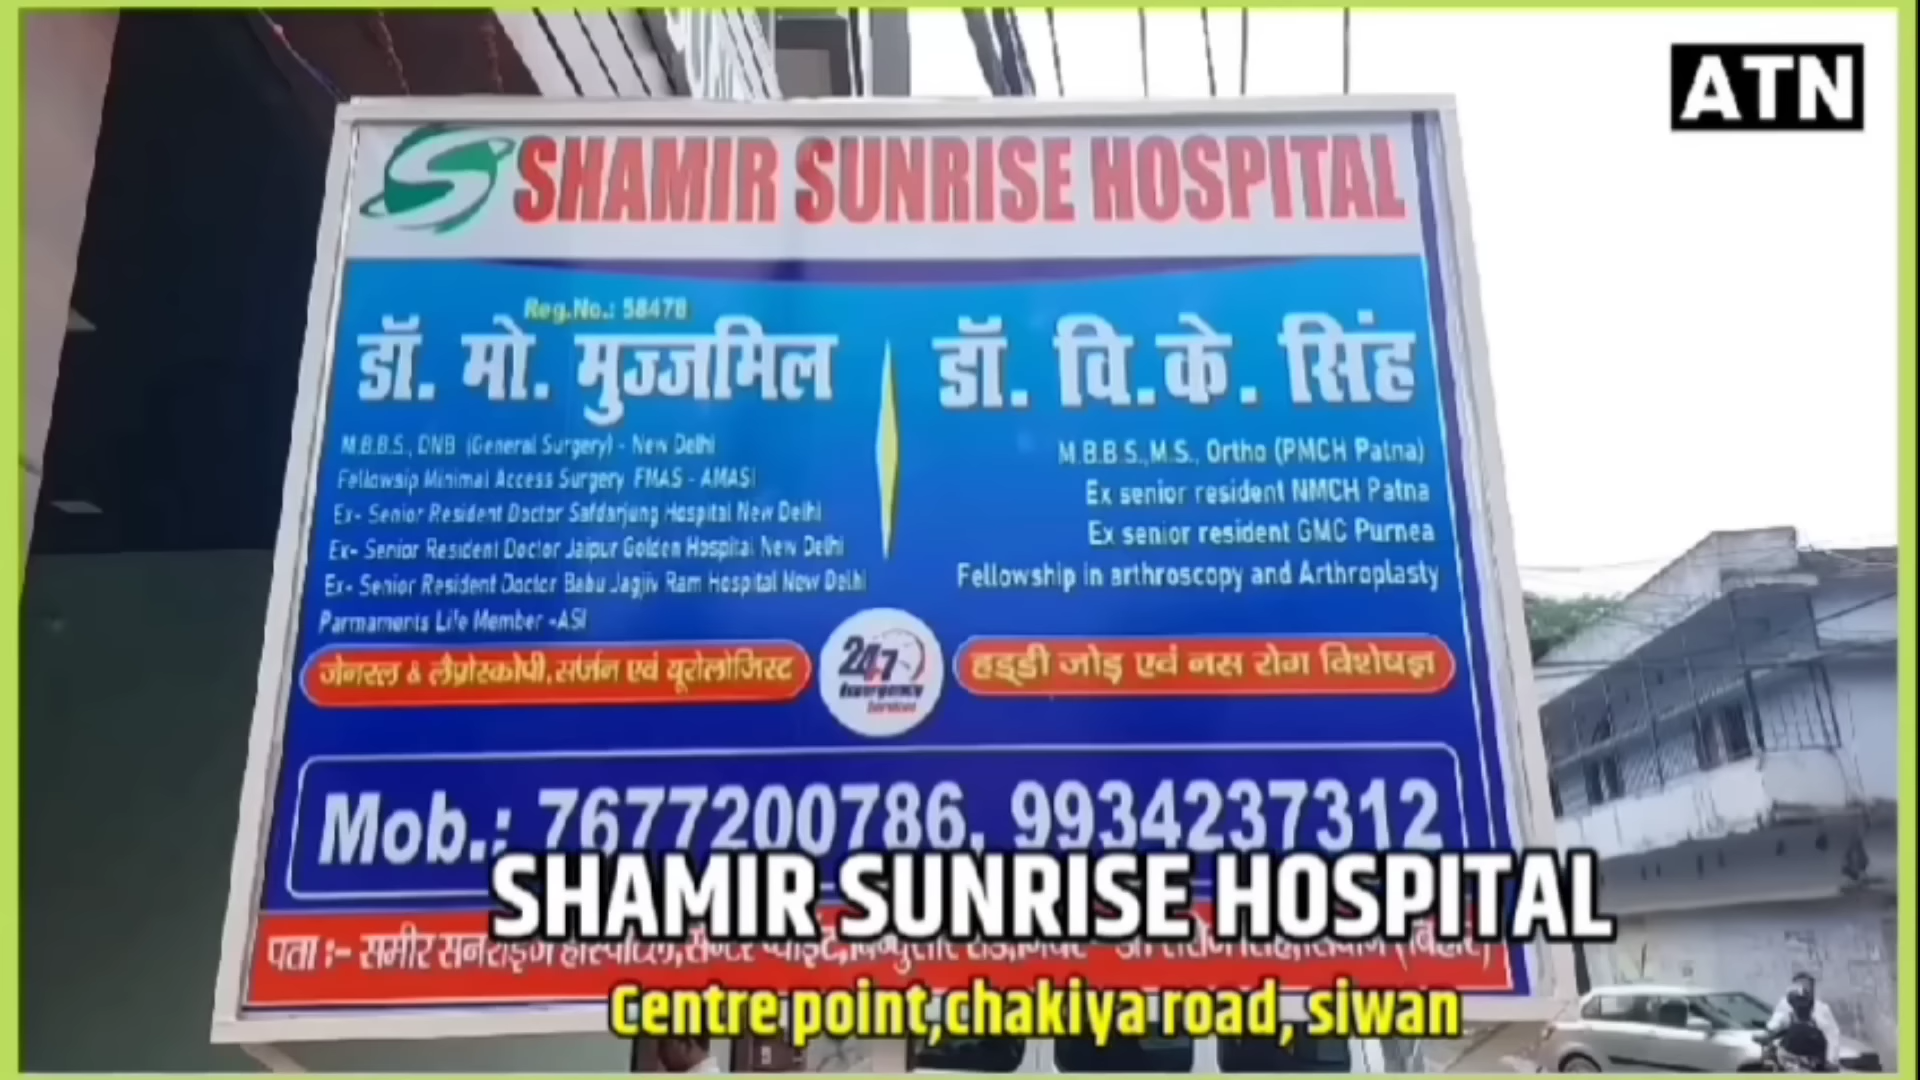 ATN
SHAMIR SUNRISE HOSPITAL
Reg.No.: 58478
डॉ. मो. मुज्जमिल
M.B.B.S., DNB (General Surgery) - New Delhi
Fellowsip Minimal Access Surgery FMAS - AMASI
Ex- Senior Resident Doctor Safdarjung Hospital New Delhi
Ex- Senior Resident Doctor Jaipur Golden Hospital New Delhi
Ex- Senior Resident Doctor Babu Jagjiv Ram Hospital New Delhi
Parmaments Life Member -ASI
जेनरल & लैप्रोस्कोपी,सर्जन एवं यूरोलोजिस्ट
डॉ. वि.के. सिंह
M.B.B.S.,M.S., Ortho (PMCH Patna)
Ex senior resident NMCH Patna
Ex senior resident GMC Purnea
Fellowship in arthroscopy and Arthroplasty
हड्डी जोड़ एवं नस रोग विशेषज्ञ
24x7
Emergency
Services
Mob.: 7677200786, 9934237312
SHAMIR SUNRISE HOSPITAL
पता :- समीर सनराइज हॉस्पिटल,सेन्टर प्वाइंट, (बिहार)
Centre point,chakiya road, siwan